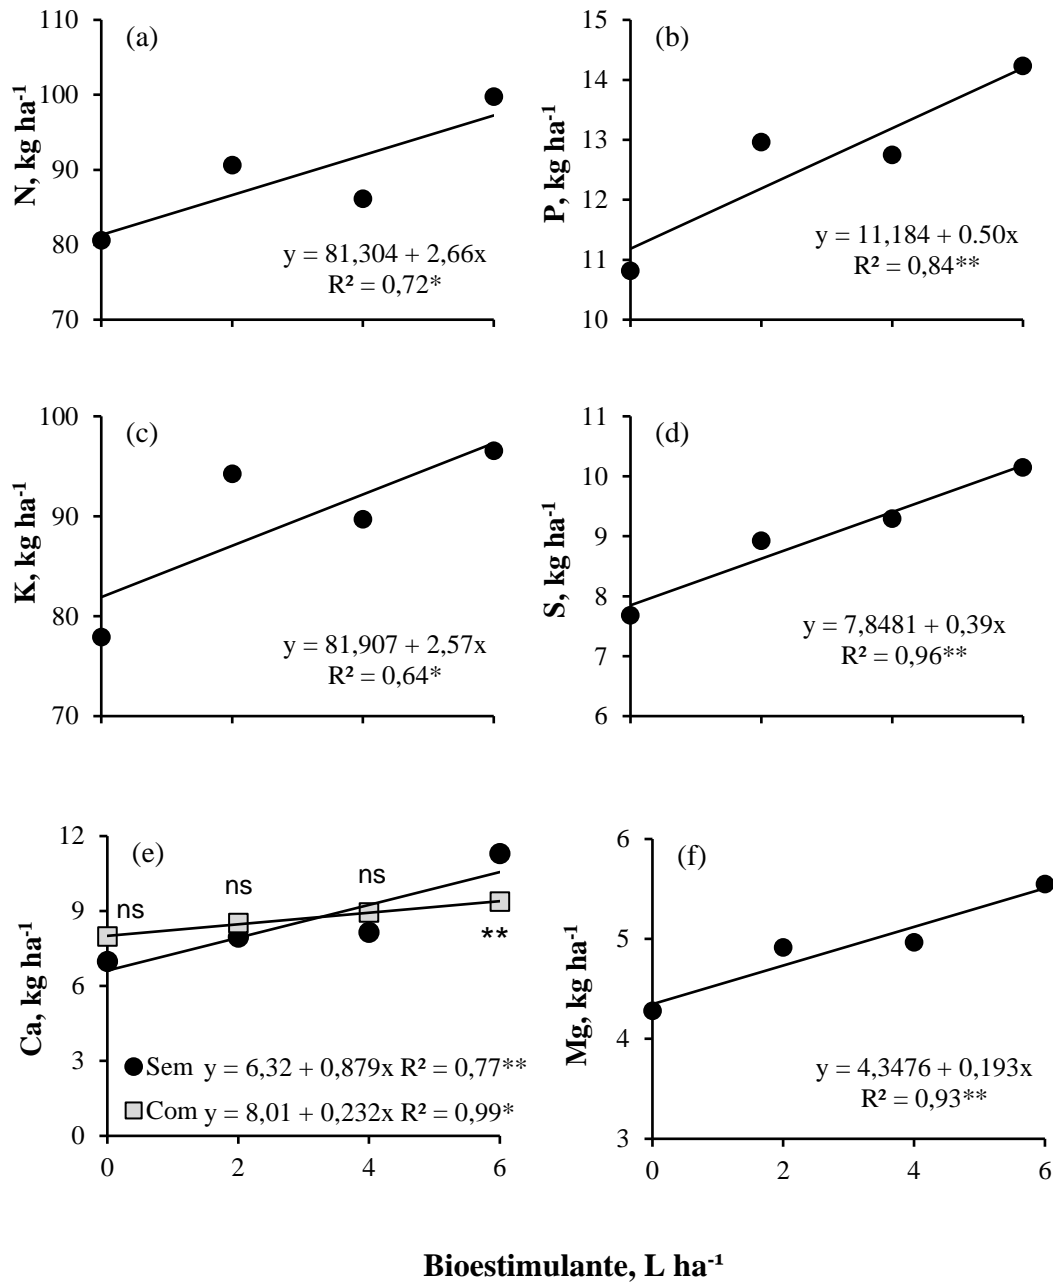 (a)
N, kg ha⁻¹
110
100
90
80
70
y = 81,304 + 2,66x
R² = 0,72*
(b)
P, kg ha⁻¹
15
14
13
12
11
10
y = 11,184 + 0.50x
R² = 0,84**
(c)
K, kg ha⁻¹
100
90
80
70
y = 81,907 + 2,57x
R² = 0,64*
(d)
S, kg ha⁻¹
11
10
9
8
7
6
y = 7,8481 + 0,39x
R² = 0,96**
(e)
Ca, kg ha⁻¹
12
9
6
3
0
ns
ns
ns
**
Sem y = 6,32 + 0,879x R² = 0,77**
Com y = 8,01 + 0,232x R² = 0,99*
0 2 4 6
(f)
Mg, kg ha⁻¹
6
5
4
3
y = 4,3476 + 0,193x
R² = 0,93**
0 2 4 6
Bioestimulante, L ha⁻¹